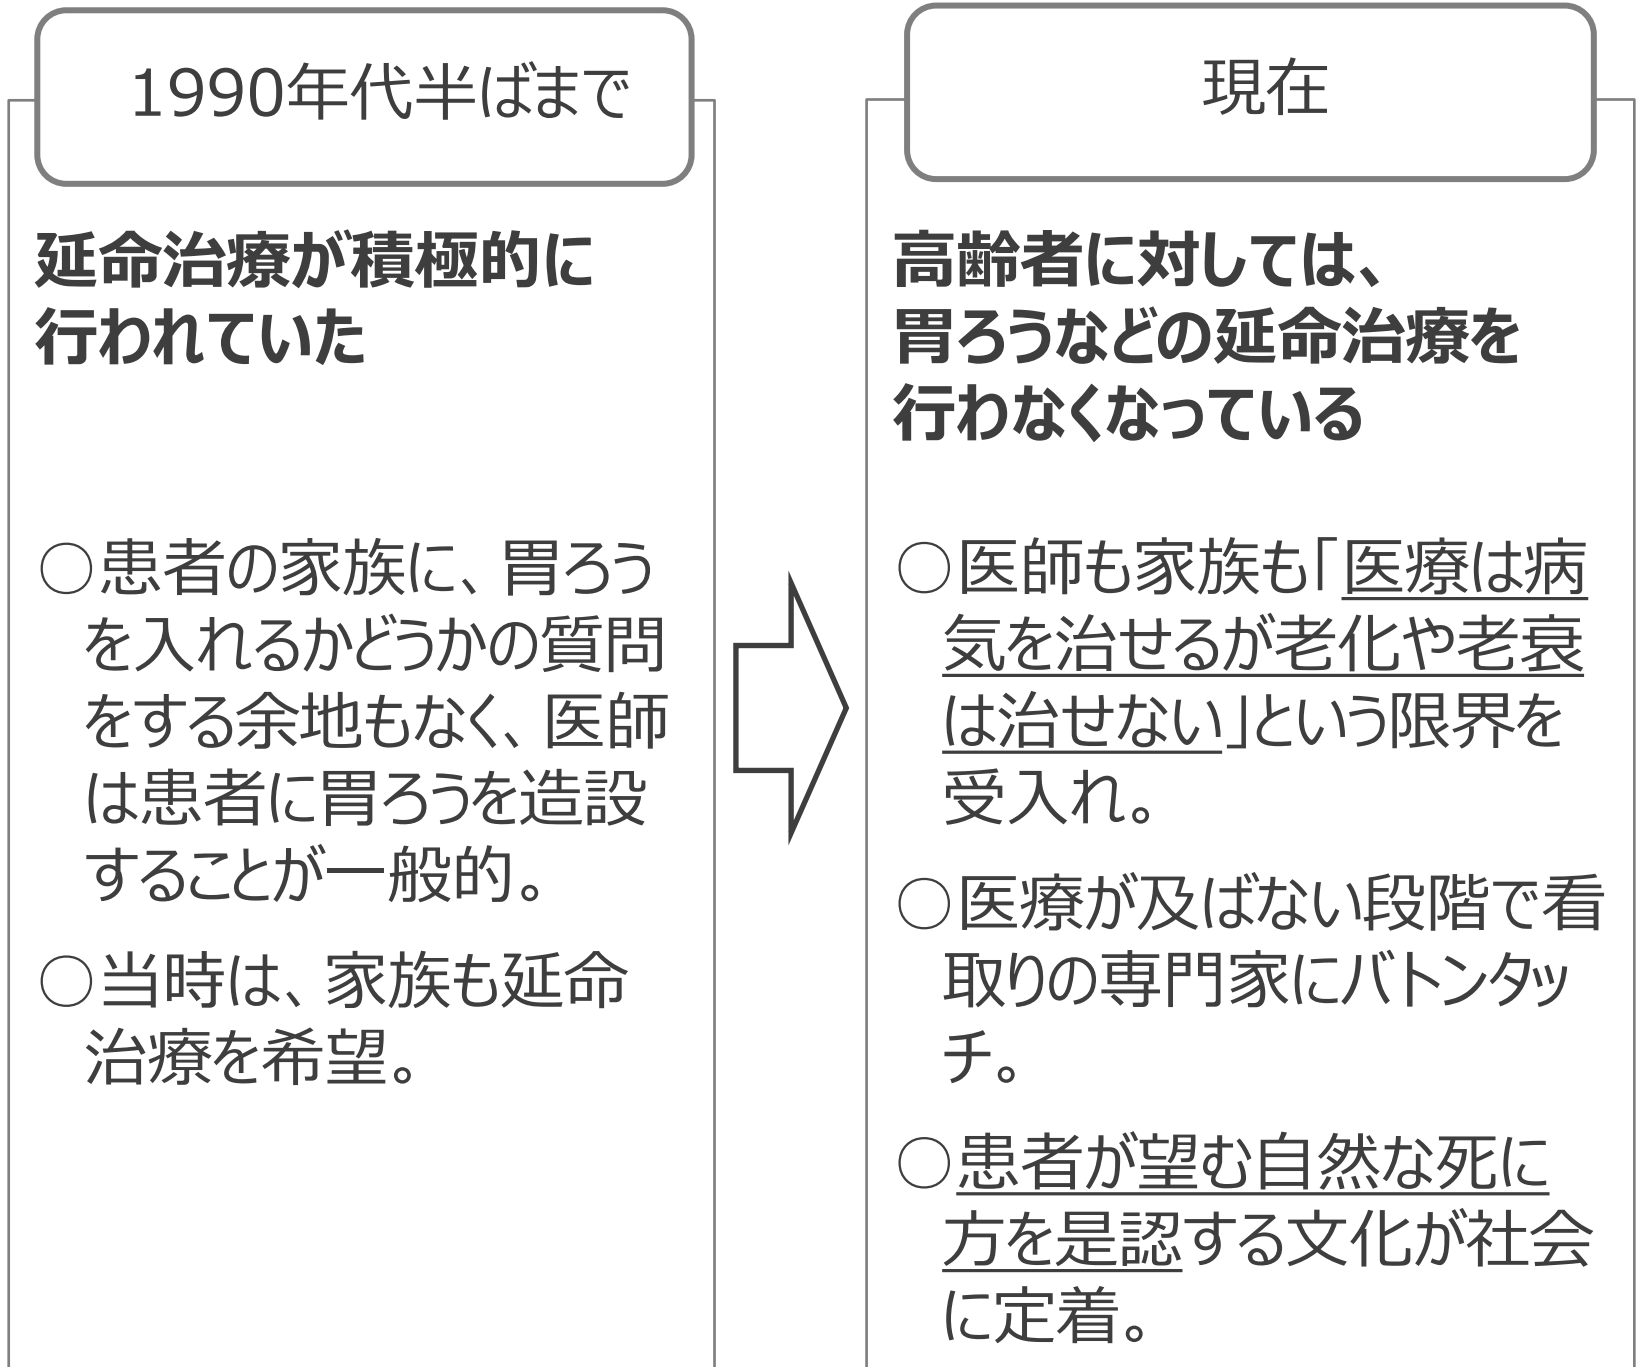 1990年代半ばまで
延命治療が積極的に
行われていた
○患者の家族に、胃ろう
を入れるかどうかの質問
をする余地もなく、医師
は患者に胃ろうを造設
することが一般的。
○当時は、家族も延命
治療を希望。
現在
高齢者に対しては、
胃ろうなどの延命治療を
行わなくなっている
○医師も家族も「医療は病
気を治せるが老化や老衰
は治せない」という限界を
受入れ。
○医療が及ばない段階で看
取りの専門家にバトンタッ
チ。
○患者が望む自然な死に
方を是認する文化が社会
に定着。